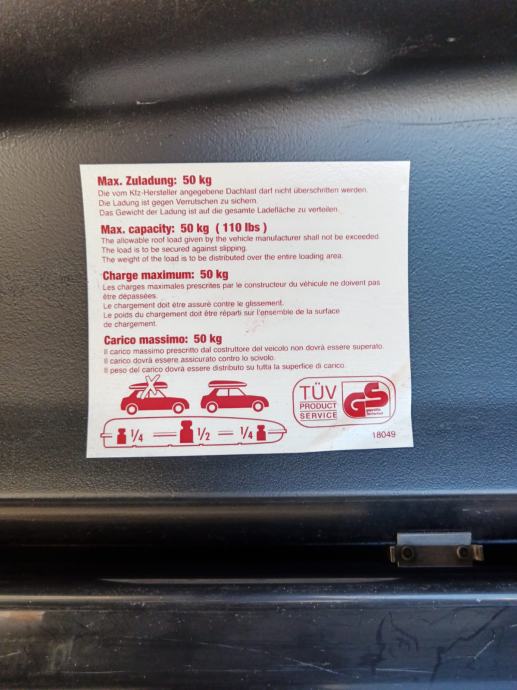 Max. Zuladung: 50 kg
Die vom Kfz-Hersteller angegebene Dachlast darf nicht überschritten werden.
Die Ladung ist gegen Verrutschen zu sichern.
Das Gewicht der Ladung ist auf die gesamte Ladefläche zu verteilen.
Max. capacity: 50 kg ( 110 lbs )
The allowable roof load given by the vehicle manufacturer shall not be exceeded.
The load is to be secured against slipping.
The weight of the load is to be distributed over the entire loading area.
Charge maximum: 50 kg
Les charges maximales prescrites par le constructeur du véhicule ne doivent pas
être dépassées.
Le chargement doit être assuré contre le glissement.
Le poids du chargement doit être réparti sur l'ensemble de la surface
de chargement.
Carico massimo: 50 kg
Il carico massimo prescritto dal costruttore del veicolo non dovrà essere superato.
Il carico dovrà essere assicurato contro lo scivolo.
Il peso del carico dovrà essere distributo su tutta la superfice di carico.
TÜV
PRODUCT
SERVICE
GS
1/4 1/2 1/4
18049